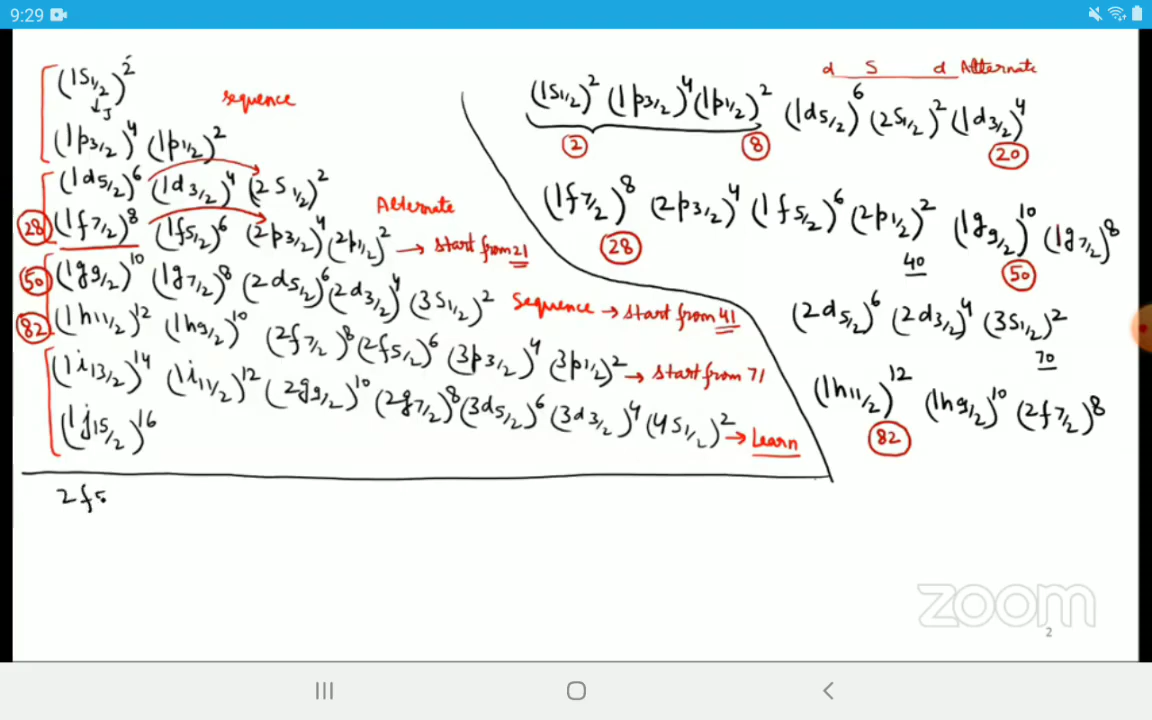 9:29
(1S1/2)^2
↳J
sequence
(1p3/2)^4 (1p1/2)^2
(1d5/2)^6 (1d3/2)^4 (2S1/2)^2
Alternate
28 (1f7/2)^8 (1f5/2)^6 (2p3/2)^4 (2p1/2)^2 → start from 21
50 (1g9/2)^10 (1g7/2)^8 (2d5/2)^6 (2d3/2)^4 (3S1/2)^2 Sequence → start from 41
82 (1h11/2)^12 (1h9/2)^10 (2f7/2)^8 (2f5/2)^6 (3p3/2)^4 (3p1/2)^2 → start from 71
(1i13/2)^14 (1i11/2)^12 (2g9/2)^10 (2g7/2)^8 (3d5/2)^6 (3d3/2)^4 (4S1/2)^2 → Learn
(1j15/2)^16
2f5
d S d Alternate
(1S1/2)^2 (1p3/2)^4 (1p1/2)^2 (1d5/2)^6 (2S1/2)^2 (1d3/2)^4
2 8 20
(1f7/2)^8 (2p3/2)^4 (1f5/2)^6 (2p1/2)^2 (1g9/2)^10 (1g7/2)^8
28 40 50
(2d5/2)^6 (2d3/2)^4 (3S1/2)^2
70
(1h11/2)^12 (1h9/2)^10 (2f7/2)^8
82
zoom
2